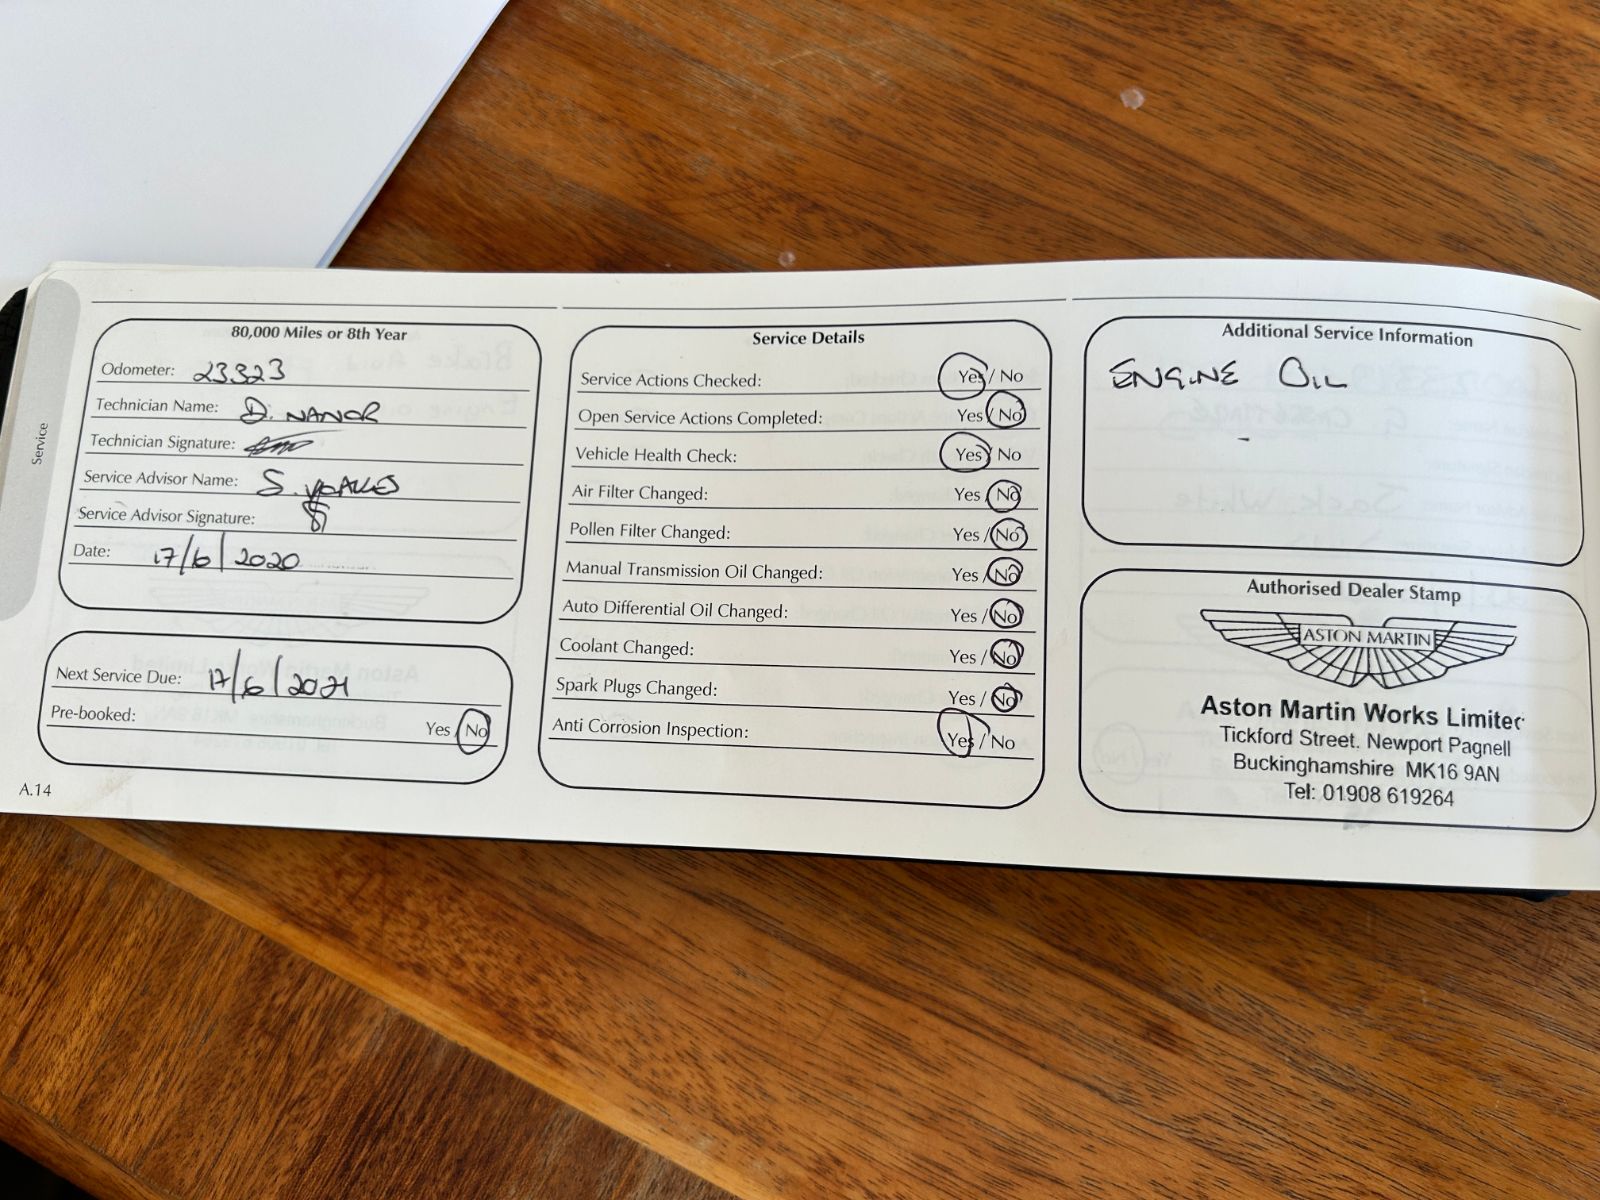 Service
80,000 Miles or 8th Year
Odometer: 23323
Technician Name: D. NANOR
Technician Signature:
Service Advisor Name: S.
Service Advisor Signature:
Date: 17/6/2020
Next Service Due: 17/6/2021
Pre-booked: Yes / No
A.14
Service Details
Service Actions Checked: Yes / No
Open Service Actions Completed: Yes / No
Vehicle Health Check: Yes / No
Air Filter Changed: Yes / No
Pollen Filter Changed: Yes / No
Manual Transmission Oil Changed: Yes / No
Auto Differential Oil Changed: Yes / No
Coolant Changed: Yes / No
Spark Plugs Changed: Yes / No
Anti Corrosion Inspection: Yes / No
Additional Service Information
ENGINE OIL
Authorised Dealer Stamp
ASTON MARTIN
Aston Martin Works Limited
Tickford Street. Newport Pagnell
Buckinghamshire MK16 9AN
Tel: 01908 619264